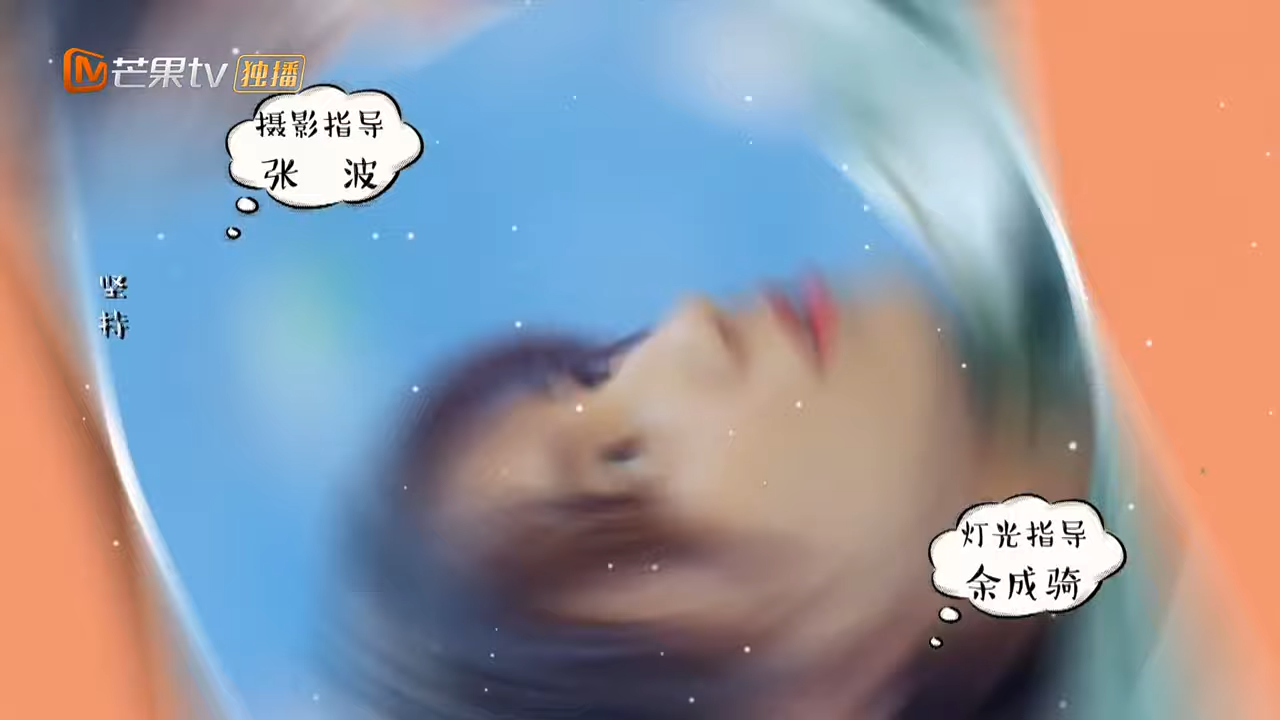 芒果tv 独播
摄影指导
张 波
坚持
灯光指导
余成骑